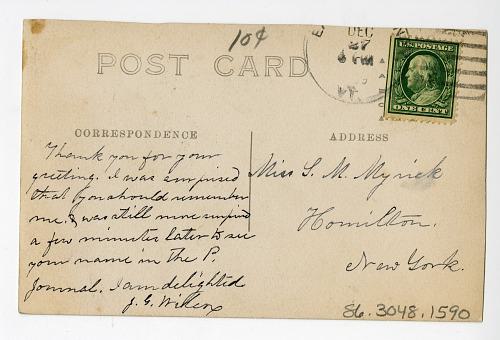 10¢
DEC
27
6 PM
VT.
U.S. POSTAGE
ONE CENT
POST CARD
CORRESPONDENCE
ADDRESS
Thank you for your
greeting. I was surprised
that you should remember
me. & was still more surprised
a few minutes later to see
your name in the P.
Journal. I am delighted
J. G. Wilcox
Miss S. M. Myrick
Hamilton.
New York.
86.3048.1590